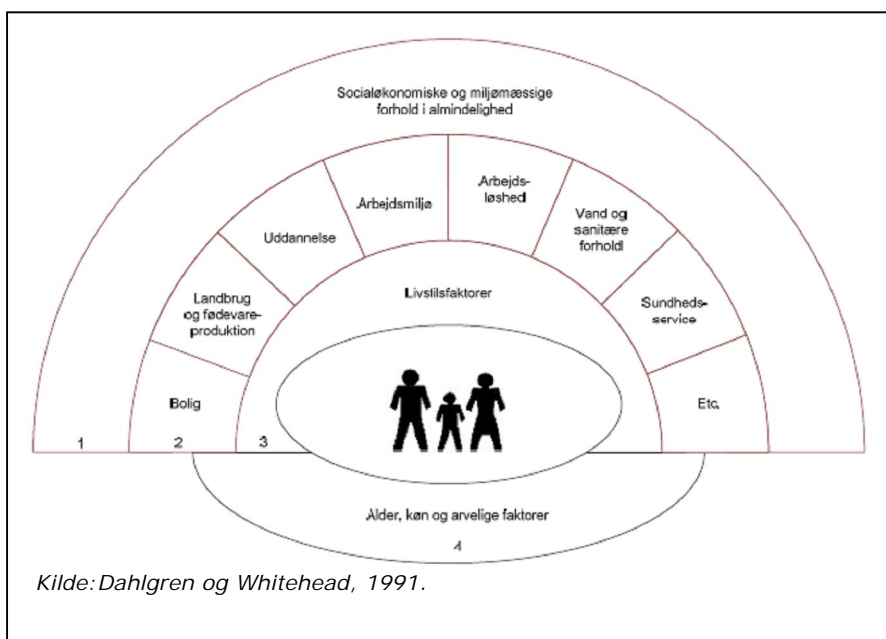 Socialøkonomiske og miljømæssige
forhold i almindelighed
Arbejdsmiljø
Arbejds-
løshed
Uddannelse
Vand og
sanitære
forhold
Landbrug
og fødevare-
produktion
Livstilsfaktorer
Sundheds-
service
Bolig
Etc.
1
2
3
Alder, køn og arvelige faktorer
4
Kilde: Dahlgren og Whitehead, 1991.